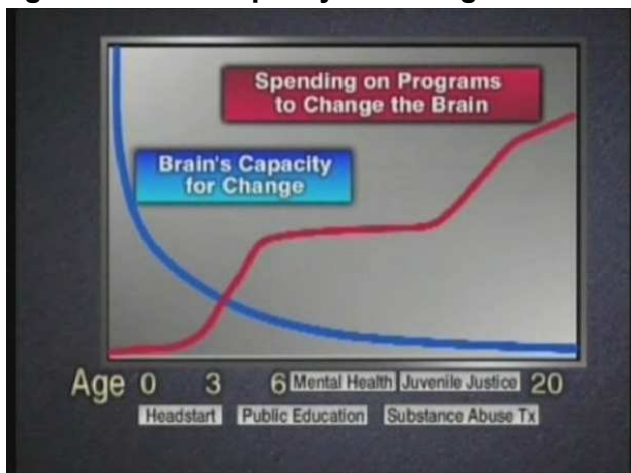 Spending on Programs
to Change the Brain
Brain's Capacity
for Change
Age 0 3 6 Mental Health Juvenile Justice 20
Headstart Public Education Substance Abuse Tx